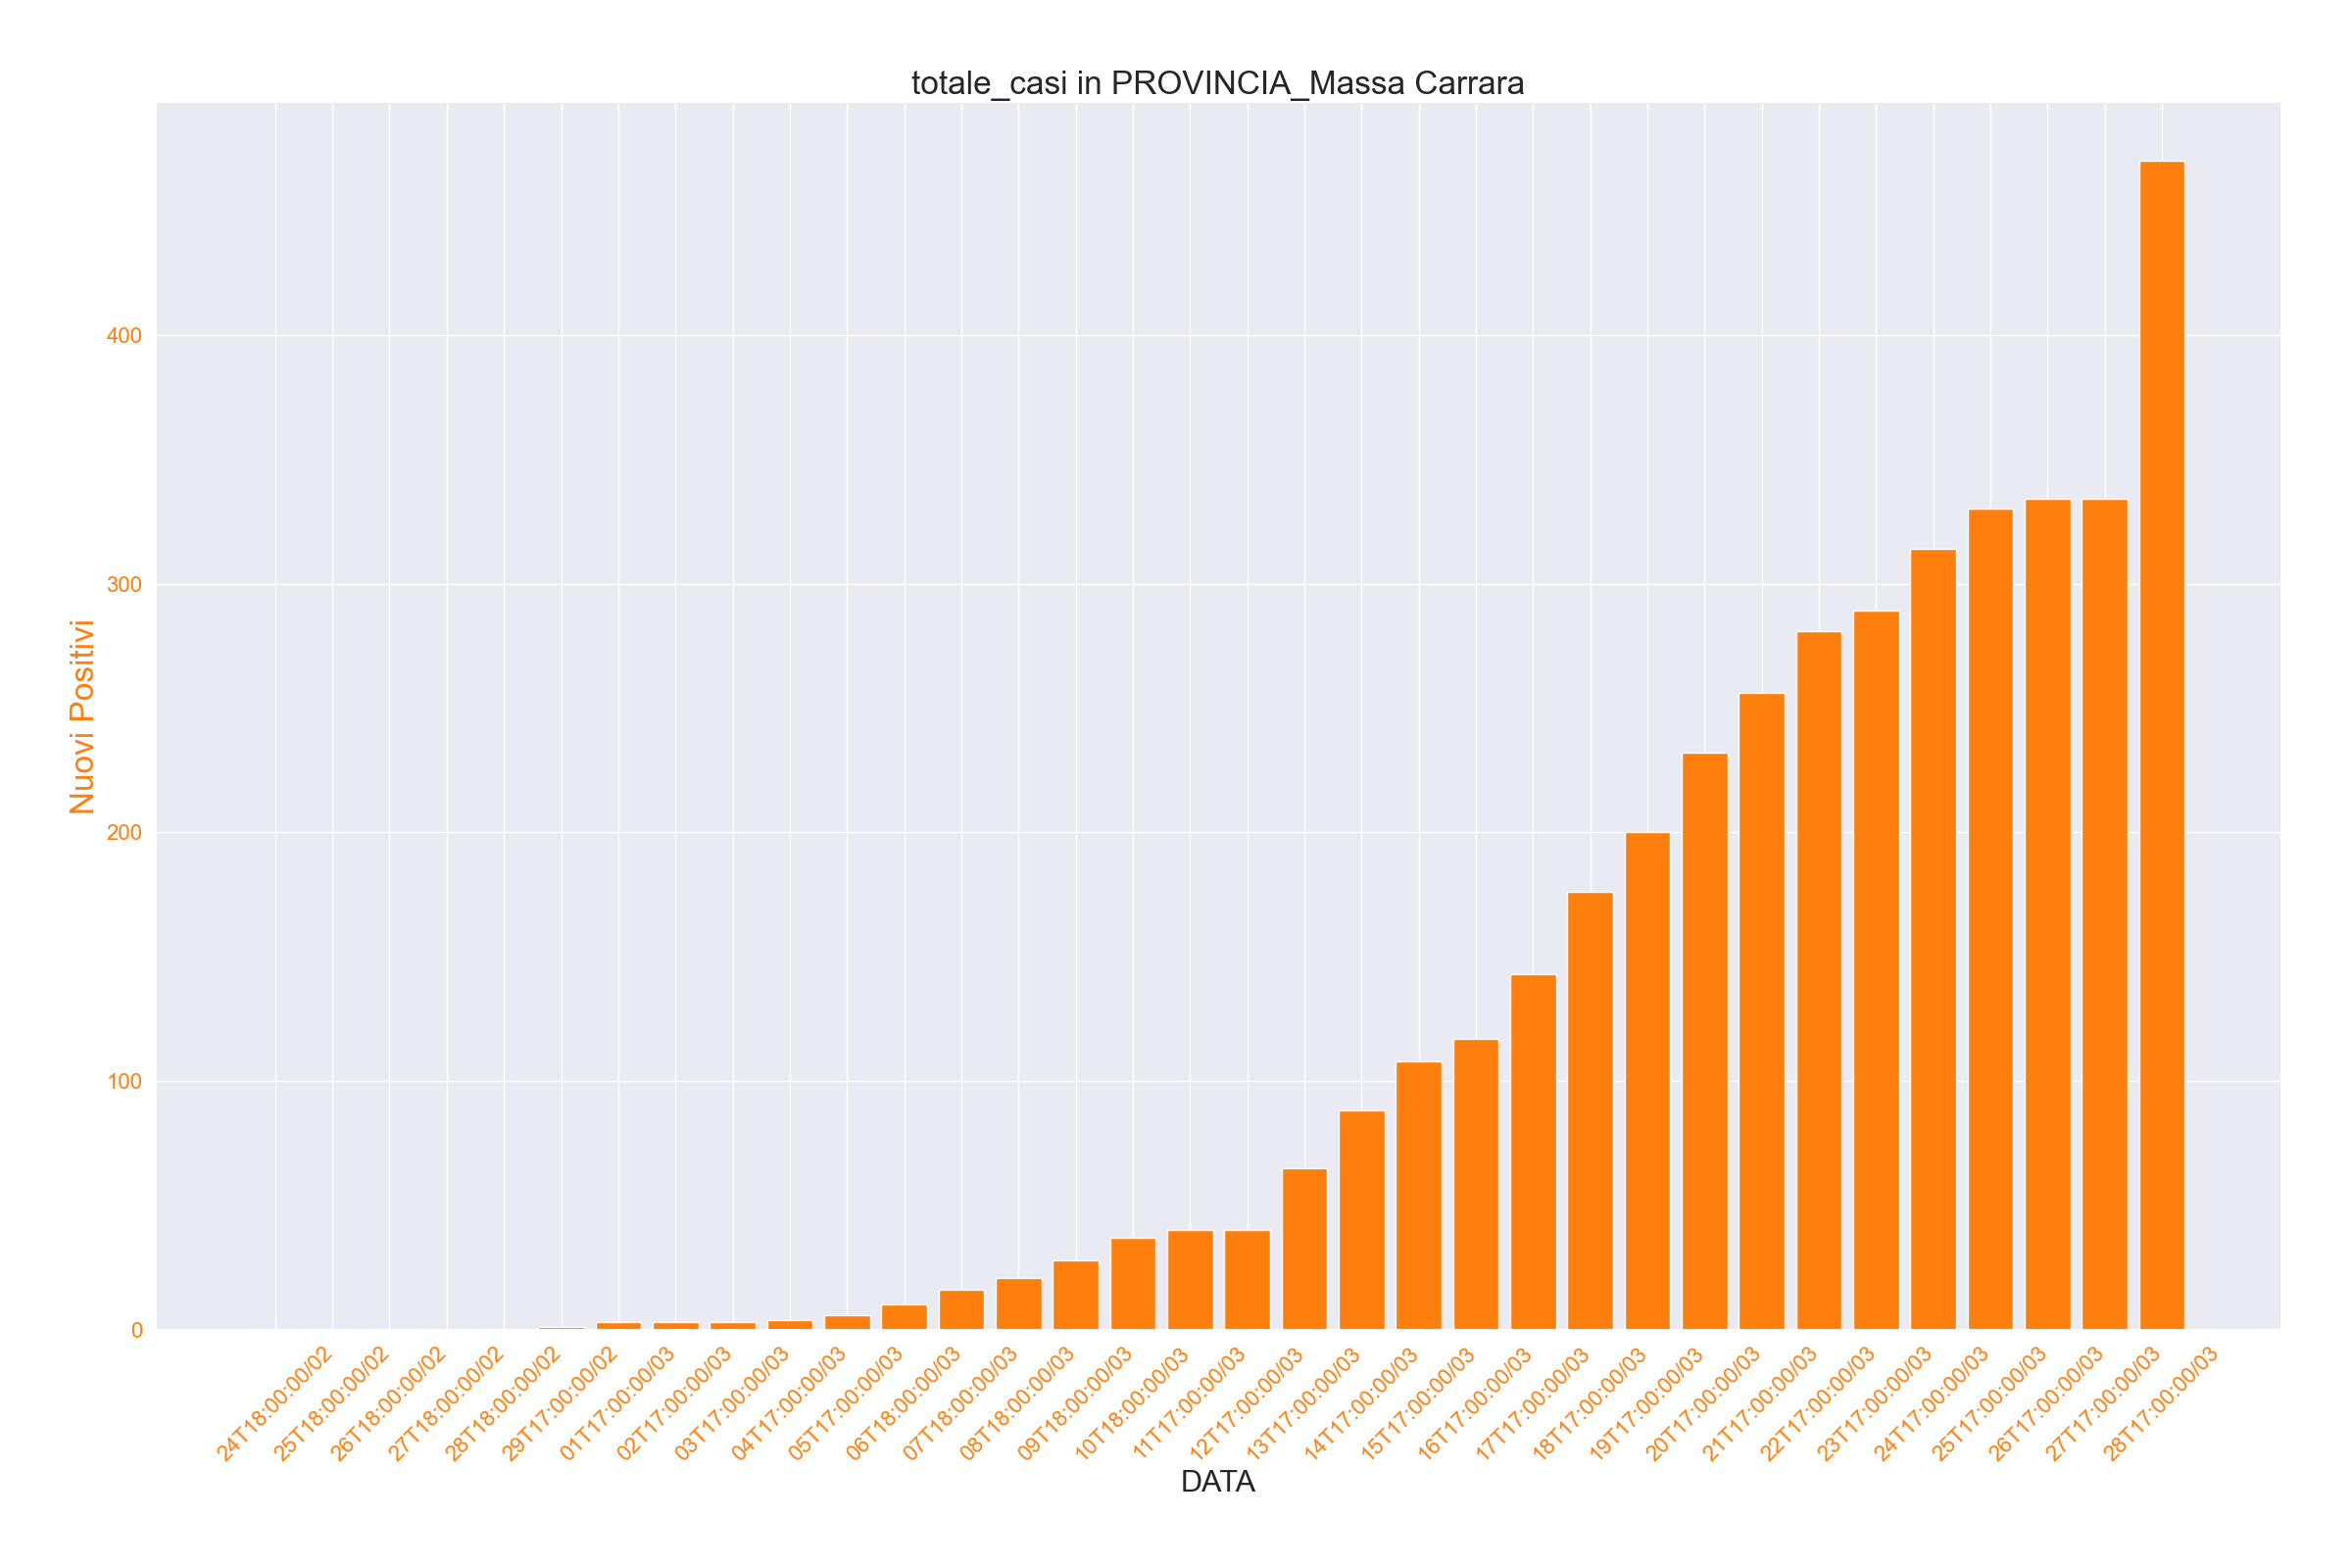 totale_casi in PROVINCIA_Massa Carrara
Nuovi Positivi
400
300
200
100
0
24T18:00:00/02
25T18:00:00/02
26T18:00:00/02
27T18:00:00/02
28T18:00:00/02
29T17:00:00/02
01T17:00:00/03
02T17:00:00/03
03T17:00:00/03
04T17:00:00/03
05T17:00:00/03
06T18:00:00/03
07T18:00:00/03
08T18:00:00/03
09T18:00:00/03
10T18:00:00/03
11T17:00:00/03
12T17:00:00/03
13T17:00:00/03
14T17:00:00/03
15T17:00:00/03
16T17:00:00/03
17T17:00:00/03
18T17:00:00/03
19T17:00:00/03
20T17:00:00/03
21T17:00:00/03
22T17:00:00/03
23T17:00:00/03
24T17:00:00/03
25T17:00:00/03
26T17:00:00/03
27T17:00:00/03
28T17:00:00/03
DATA